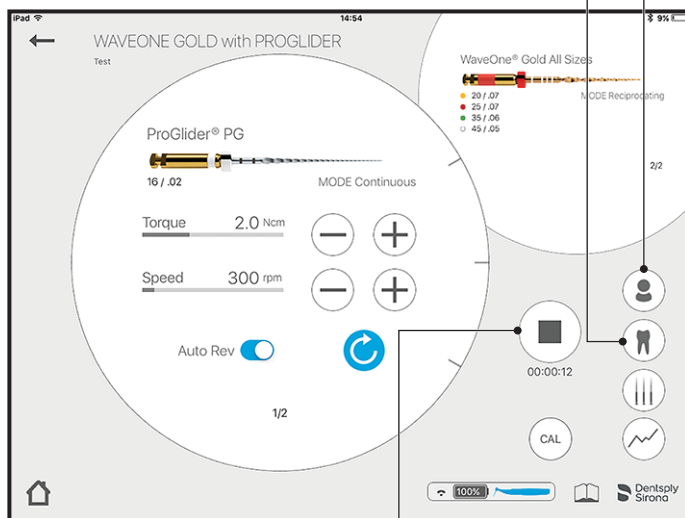 iPad 14:54 9%
WAVEONE GOLD with PROGLIDER
Test
WaveOne® Gold All Sizes
20 / .07
25 / .07
35 / .06
45 / .05
MODE Reciprocating
2/2
ProGlider® PG
16 / .02
MODE Continuous
Torque 2.0 Ncm
Speed 300 rpm
Auto Rev
1/2
00:00:12
CAL
100%
Dentsply
Sirona